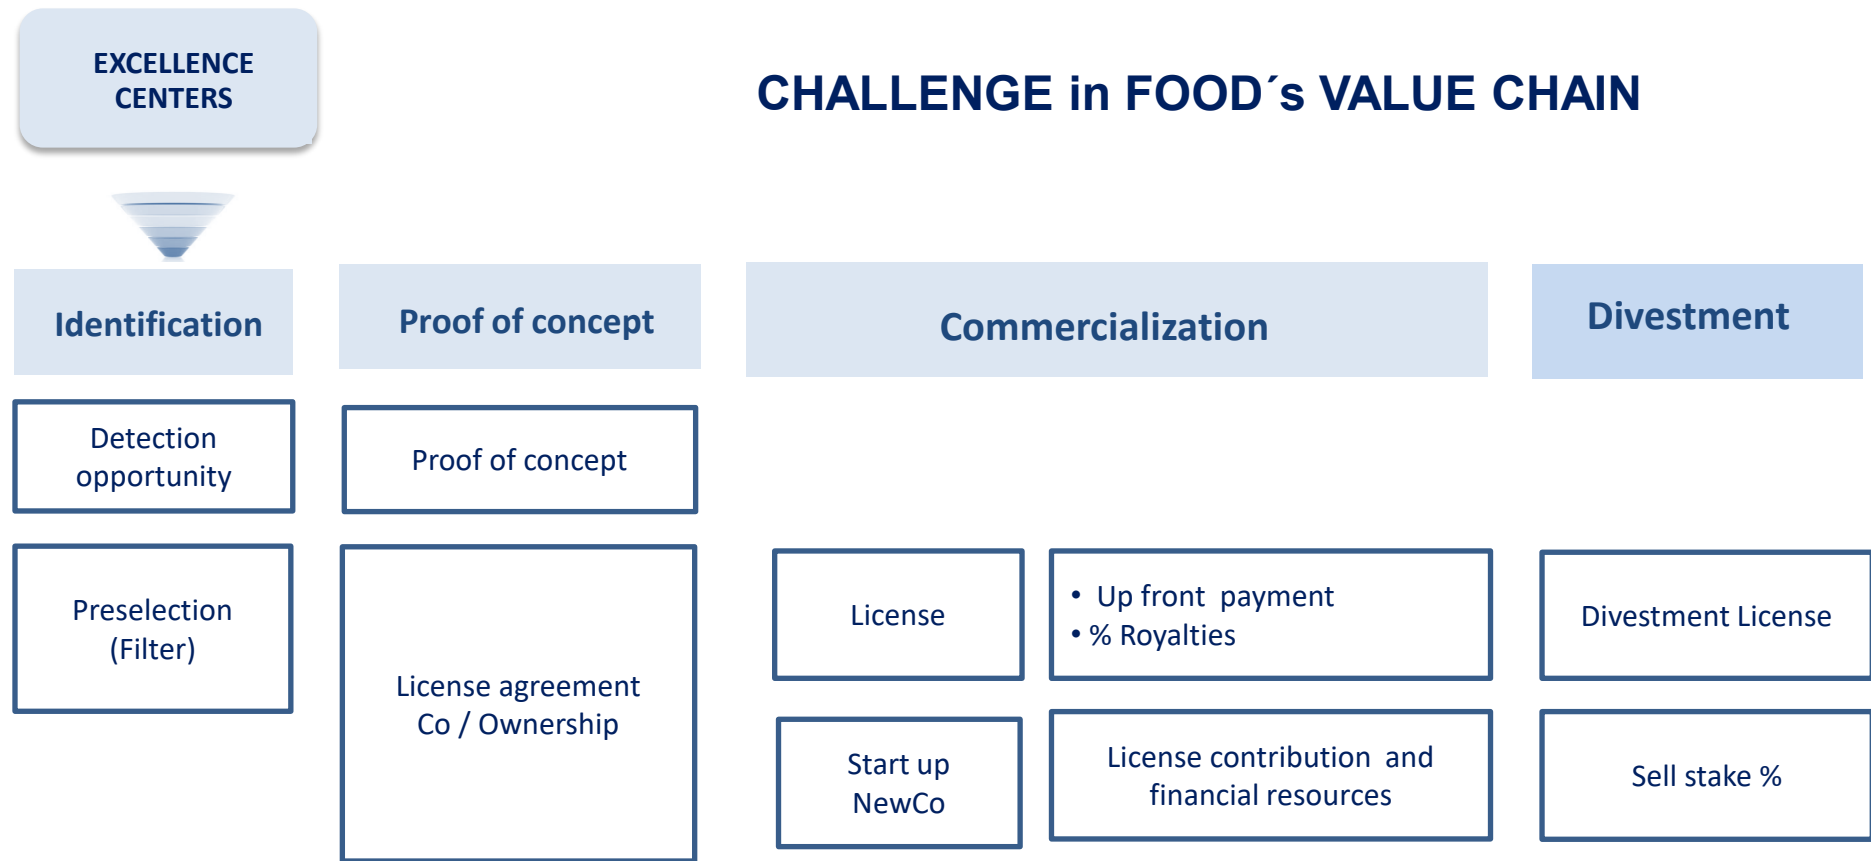 EXCELLENCE
CENTERS
CHALLENGE in FOOD´s VALUE CHAIN
Identification
Proof of concept
Commercialization
Divestment
Detection
opportunity
Proof of concept
Preselection
(Filter)
License agreement
Co / Ownership
License
• Up front payment
• % Royalties
Divestment License
Start up
NewCo
License contribution and
financial resources
Sell stake %